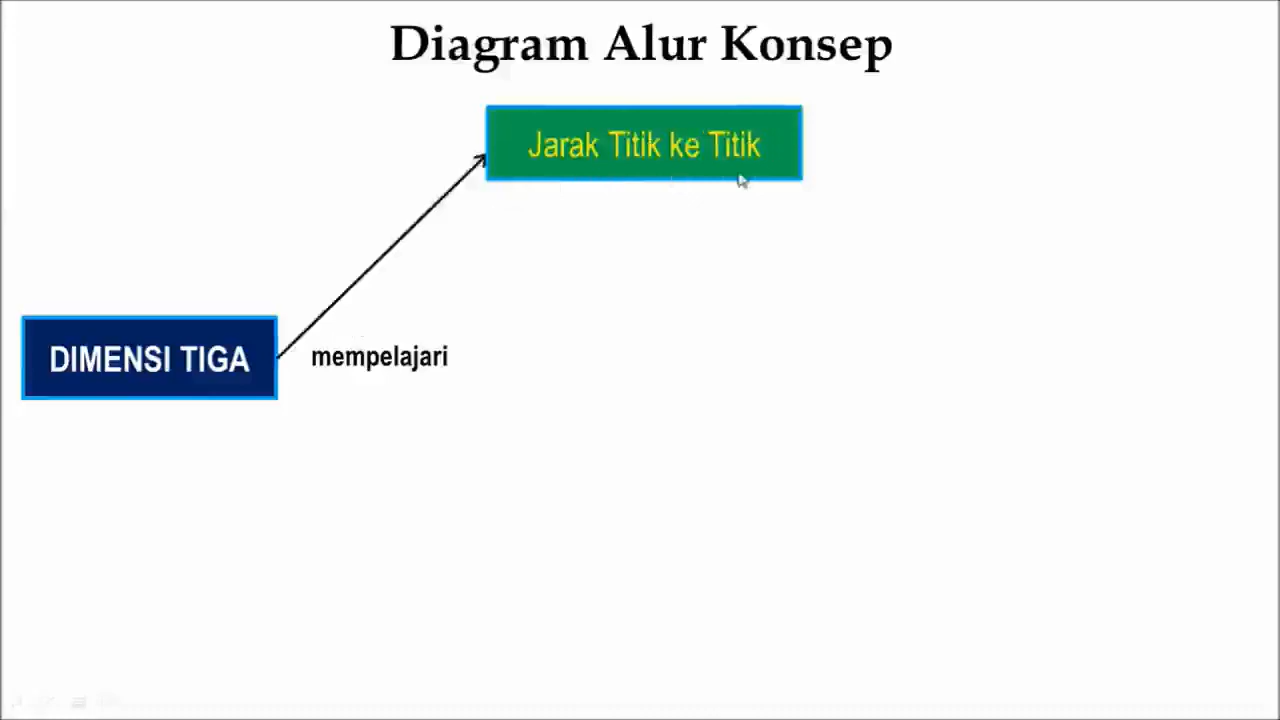 Diagram Alur Konsep
Jarak Titik ke Titik
DIMENSI TIGA
mempelajari